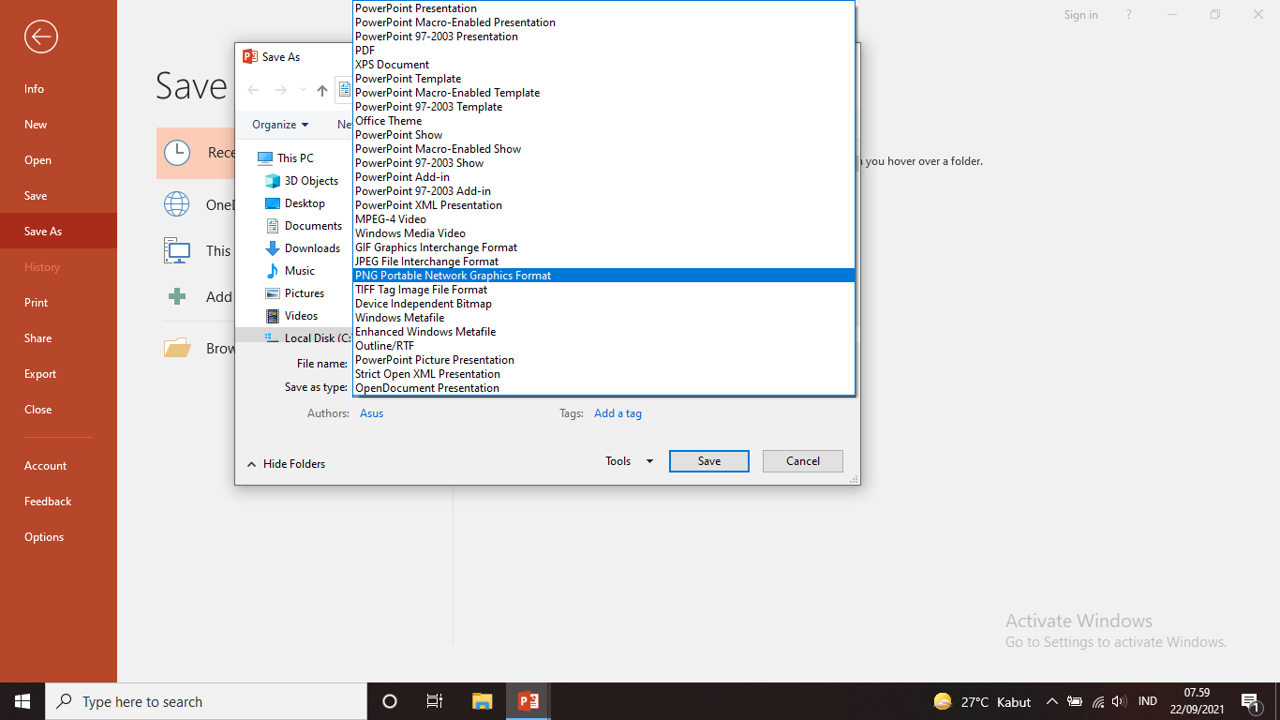 Sign in
?
Info
New
Open
Save
Save As
History
Print
Share
Export
Close
Account
Feedback
Options
Save
Rece
OneD
This
Add
Brow
you hover over a folder.
Save As
Organize
Ne
This PC
3D Objects
Desktop
Documents
Downloads
Music
Pictures
Videos
Local Disk (C:
File name:
Save as type:
PowerPoint Presentation
PowerPoint Macro-Enabled Presentation
PowerPoint 97-2003 Presentation
PDF
XPS Document
PowerPoint Template
PowerPoint Macro-Enabled Template
PowerPoint 97-2003 Template
Office Theme
PowerPoint Show
PowerPoint Macro-Enabled Show
PowerPoint 97-2003 Show
PowerPoint Add-in
PowerPoint 97-2003 Add-in
PowerPoint XML Presentation
MPEG-4 Video
Windows Media Video
GIF Graphics Interchange Format
JPEG File Interchange Format
PNG Portable Network Graphics Format
TIFF Tag Image File Format
Device Independent Bitmap
Windows Metafile
Enhanced Windows Metafile
Outline/RTF
PowerPoint Picture Presentation
Strict Open XML Presentation
OpenDocument Presentation
Authors: Asus Tags: Add a tag
Hide Folders Tools Save Cancel
Activate Windows
Go to Settings to activate Windows.
Type here to search
27°C Kabut
IND
07.59
22/09/2021
1